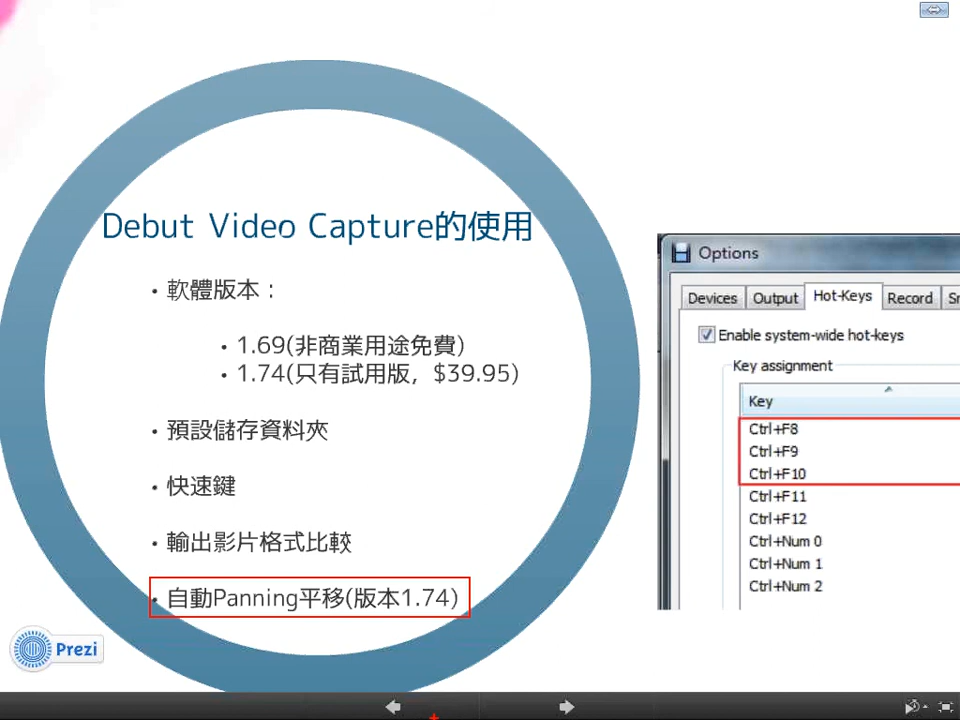 Debut Video Capture的使用
• 軟體版本：
• 1.69(非商業用途免費)
• 1.74(只有試用版，$39.95)
• 預設儲存資料夾
• 快速鍵
• 輸出影片格式比較
• 自動Panning平移(版本1.74)
Prezi
Options
Devices Output Hot-Keys Record
Enable system-wide hot-keys
Key assignment
Key
Ctrl+F8
Ctrl+F9
Ctrl+F10
Ctrl+F11
Ctrl+F12
Ctrl+Num 0
Ctrl+Num 1
Ctrl+Num 2